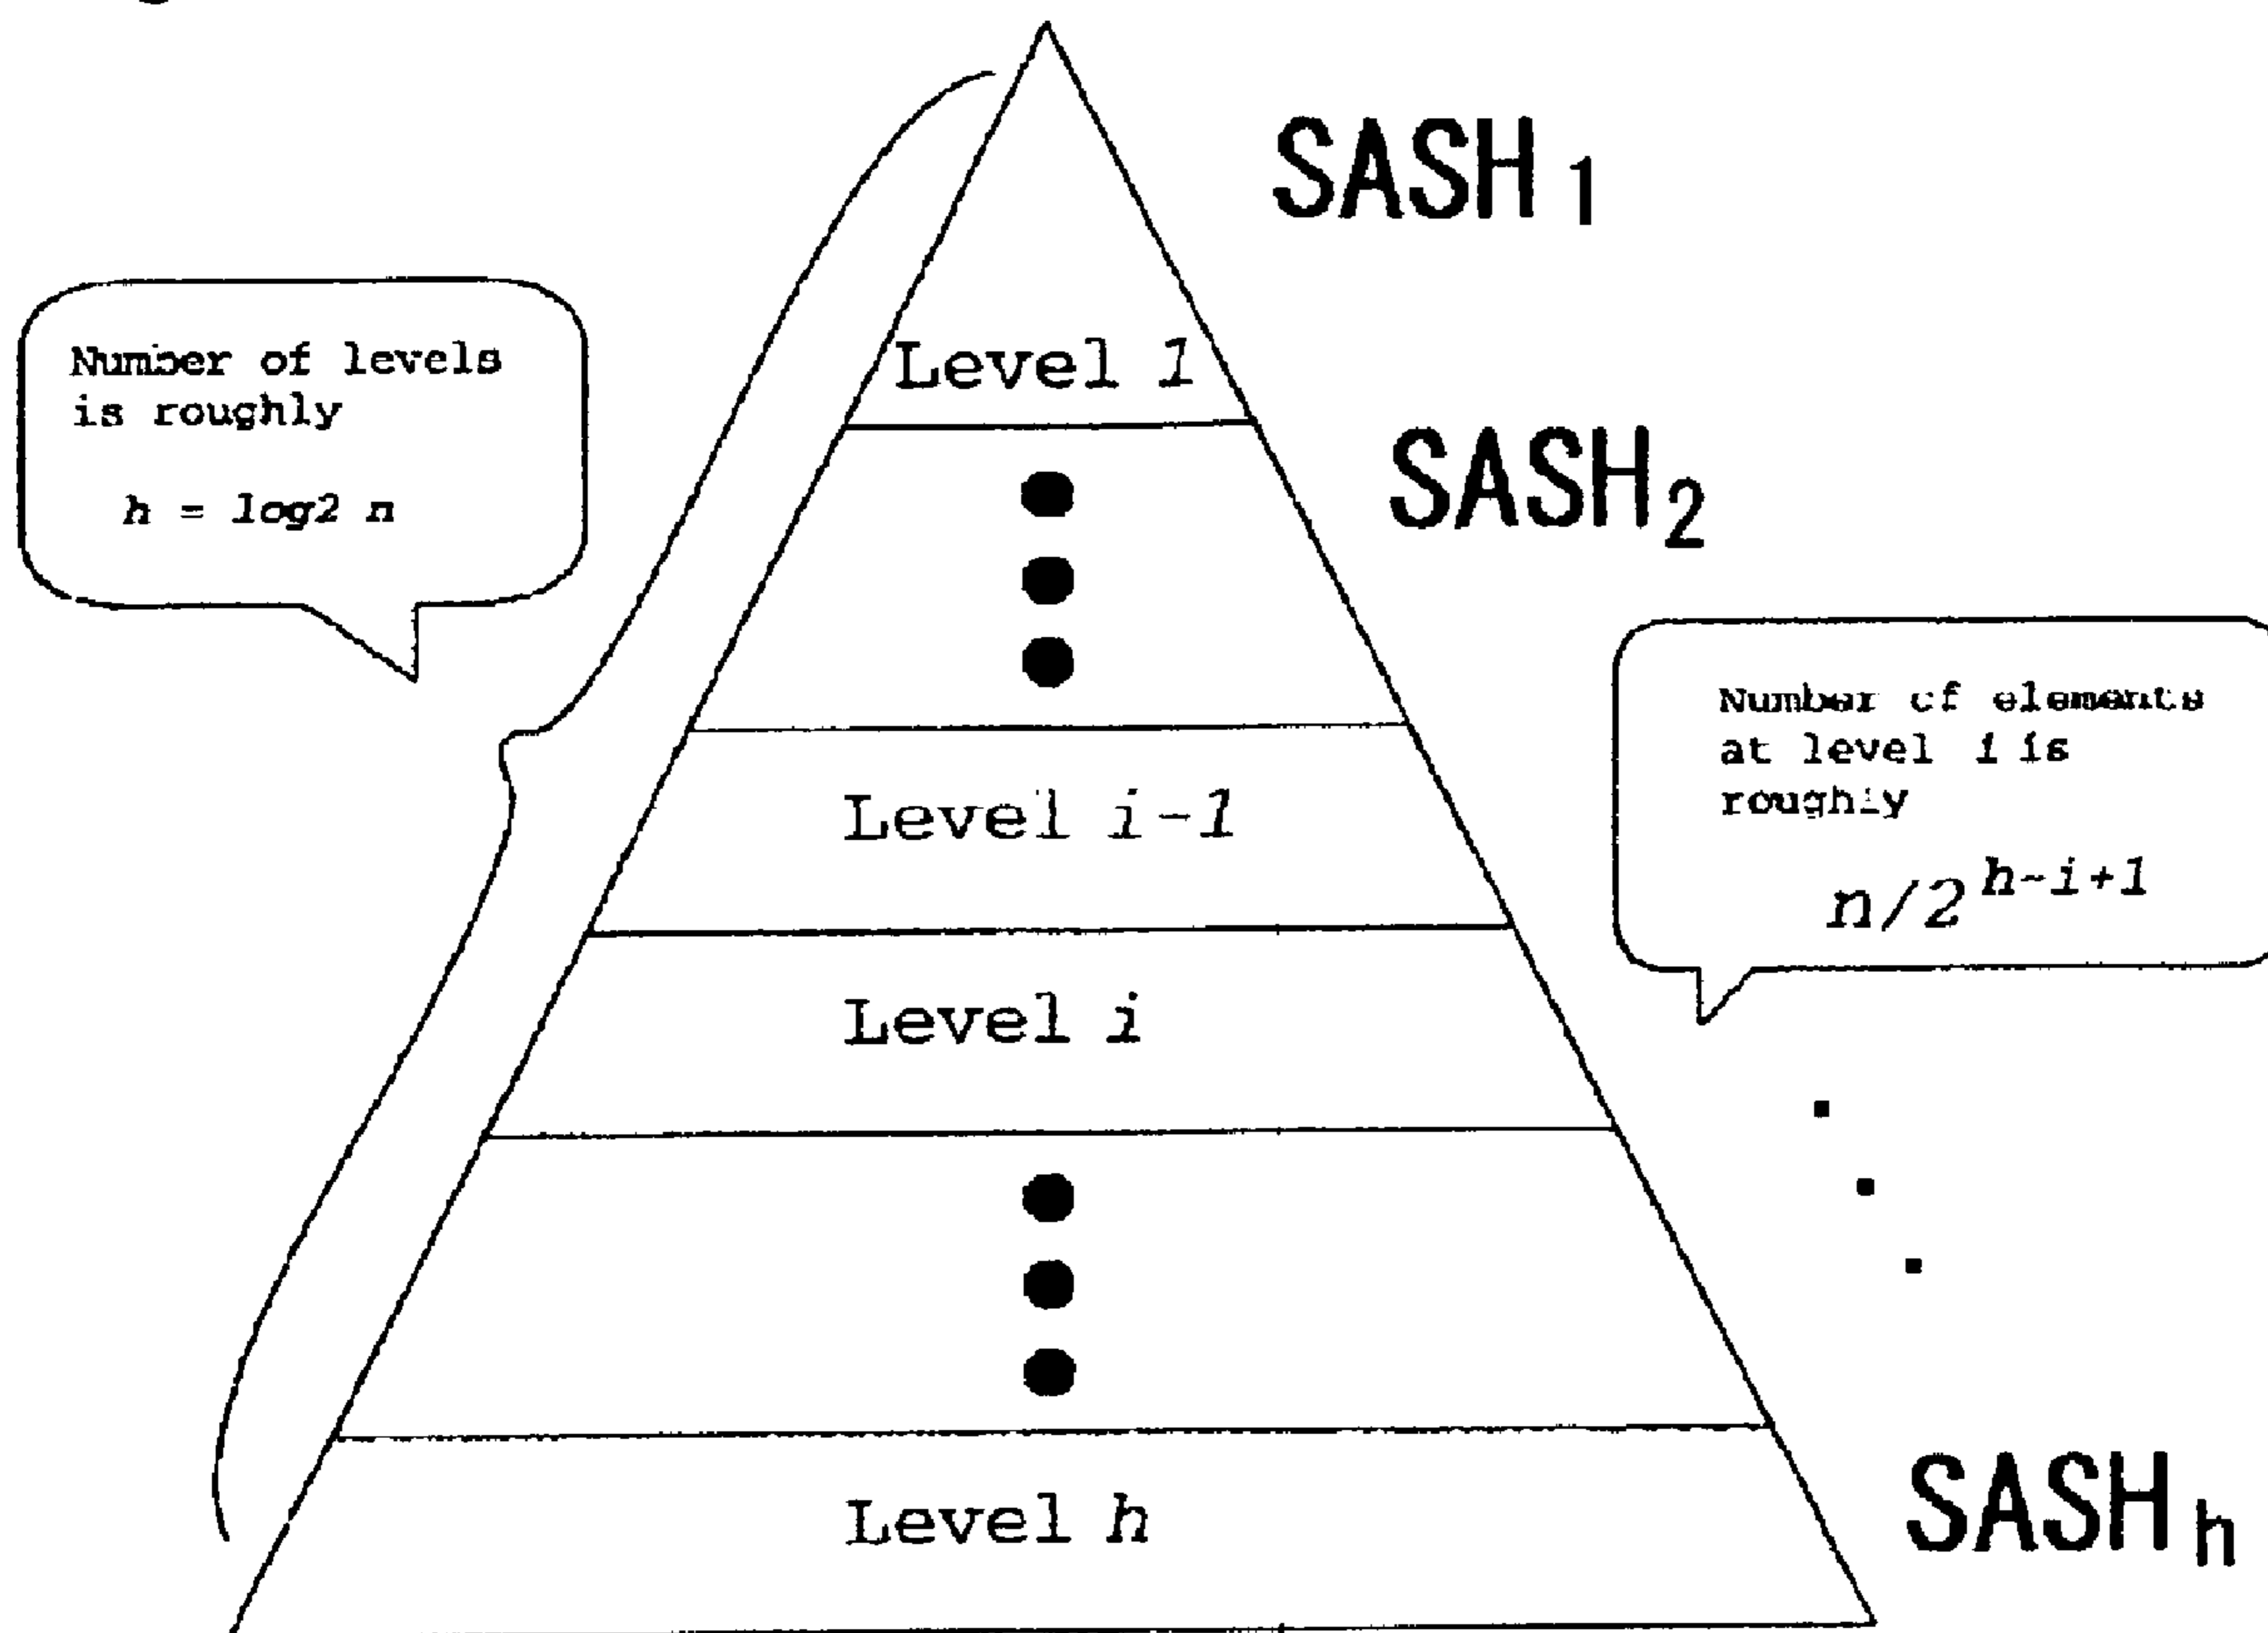 SASH 1
Number of levels
is roughly
h = log2 n
Level 1
SASH2
Number of elements
at level i is
roughly
n/2^h-i+1
Level i-1
Level i
Level h
SASH h